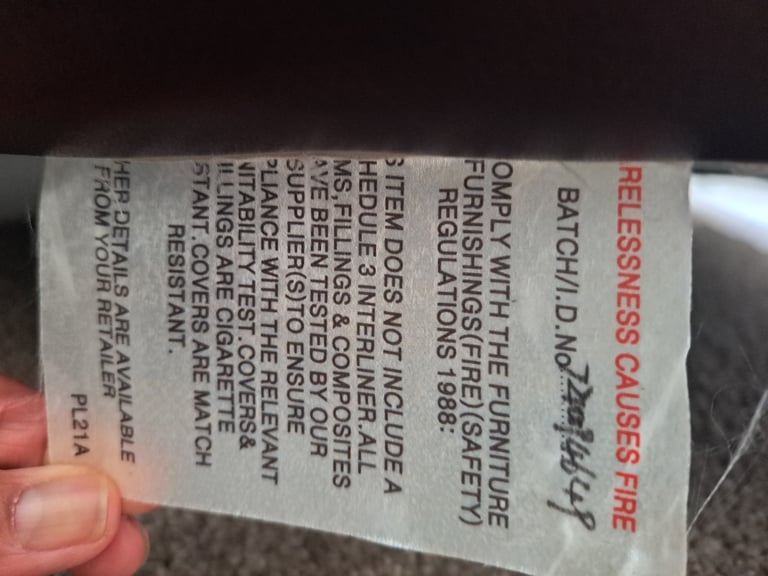 RELESSNESS CAUSES FIRE
BATCH/I.D.No
OMPLY WITH THE FURNITURE
FURNISHINGS(FIRE)(SAFETY)
REGULATIONS 1988:
S ITEM DOES NOT INCLUDE A
HEDULE 3 INTERLINER.ALL
MS,FILLINGS & COMPOSITES
AVE BEEN TESTED BY OUR
SUPPLIER(S)TO ENSURE
PLIANCE WITH THE RELEVANT
NITABILITY TEST.COVERS&
ILLINGS ARE CIGARETTE
STANT.COVERS ARE MATCH
RESISTANT.
HER DETAILS ARE AVAILABLE
FROM YOUR RETAILER
PL21A